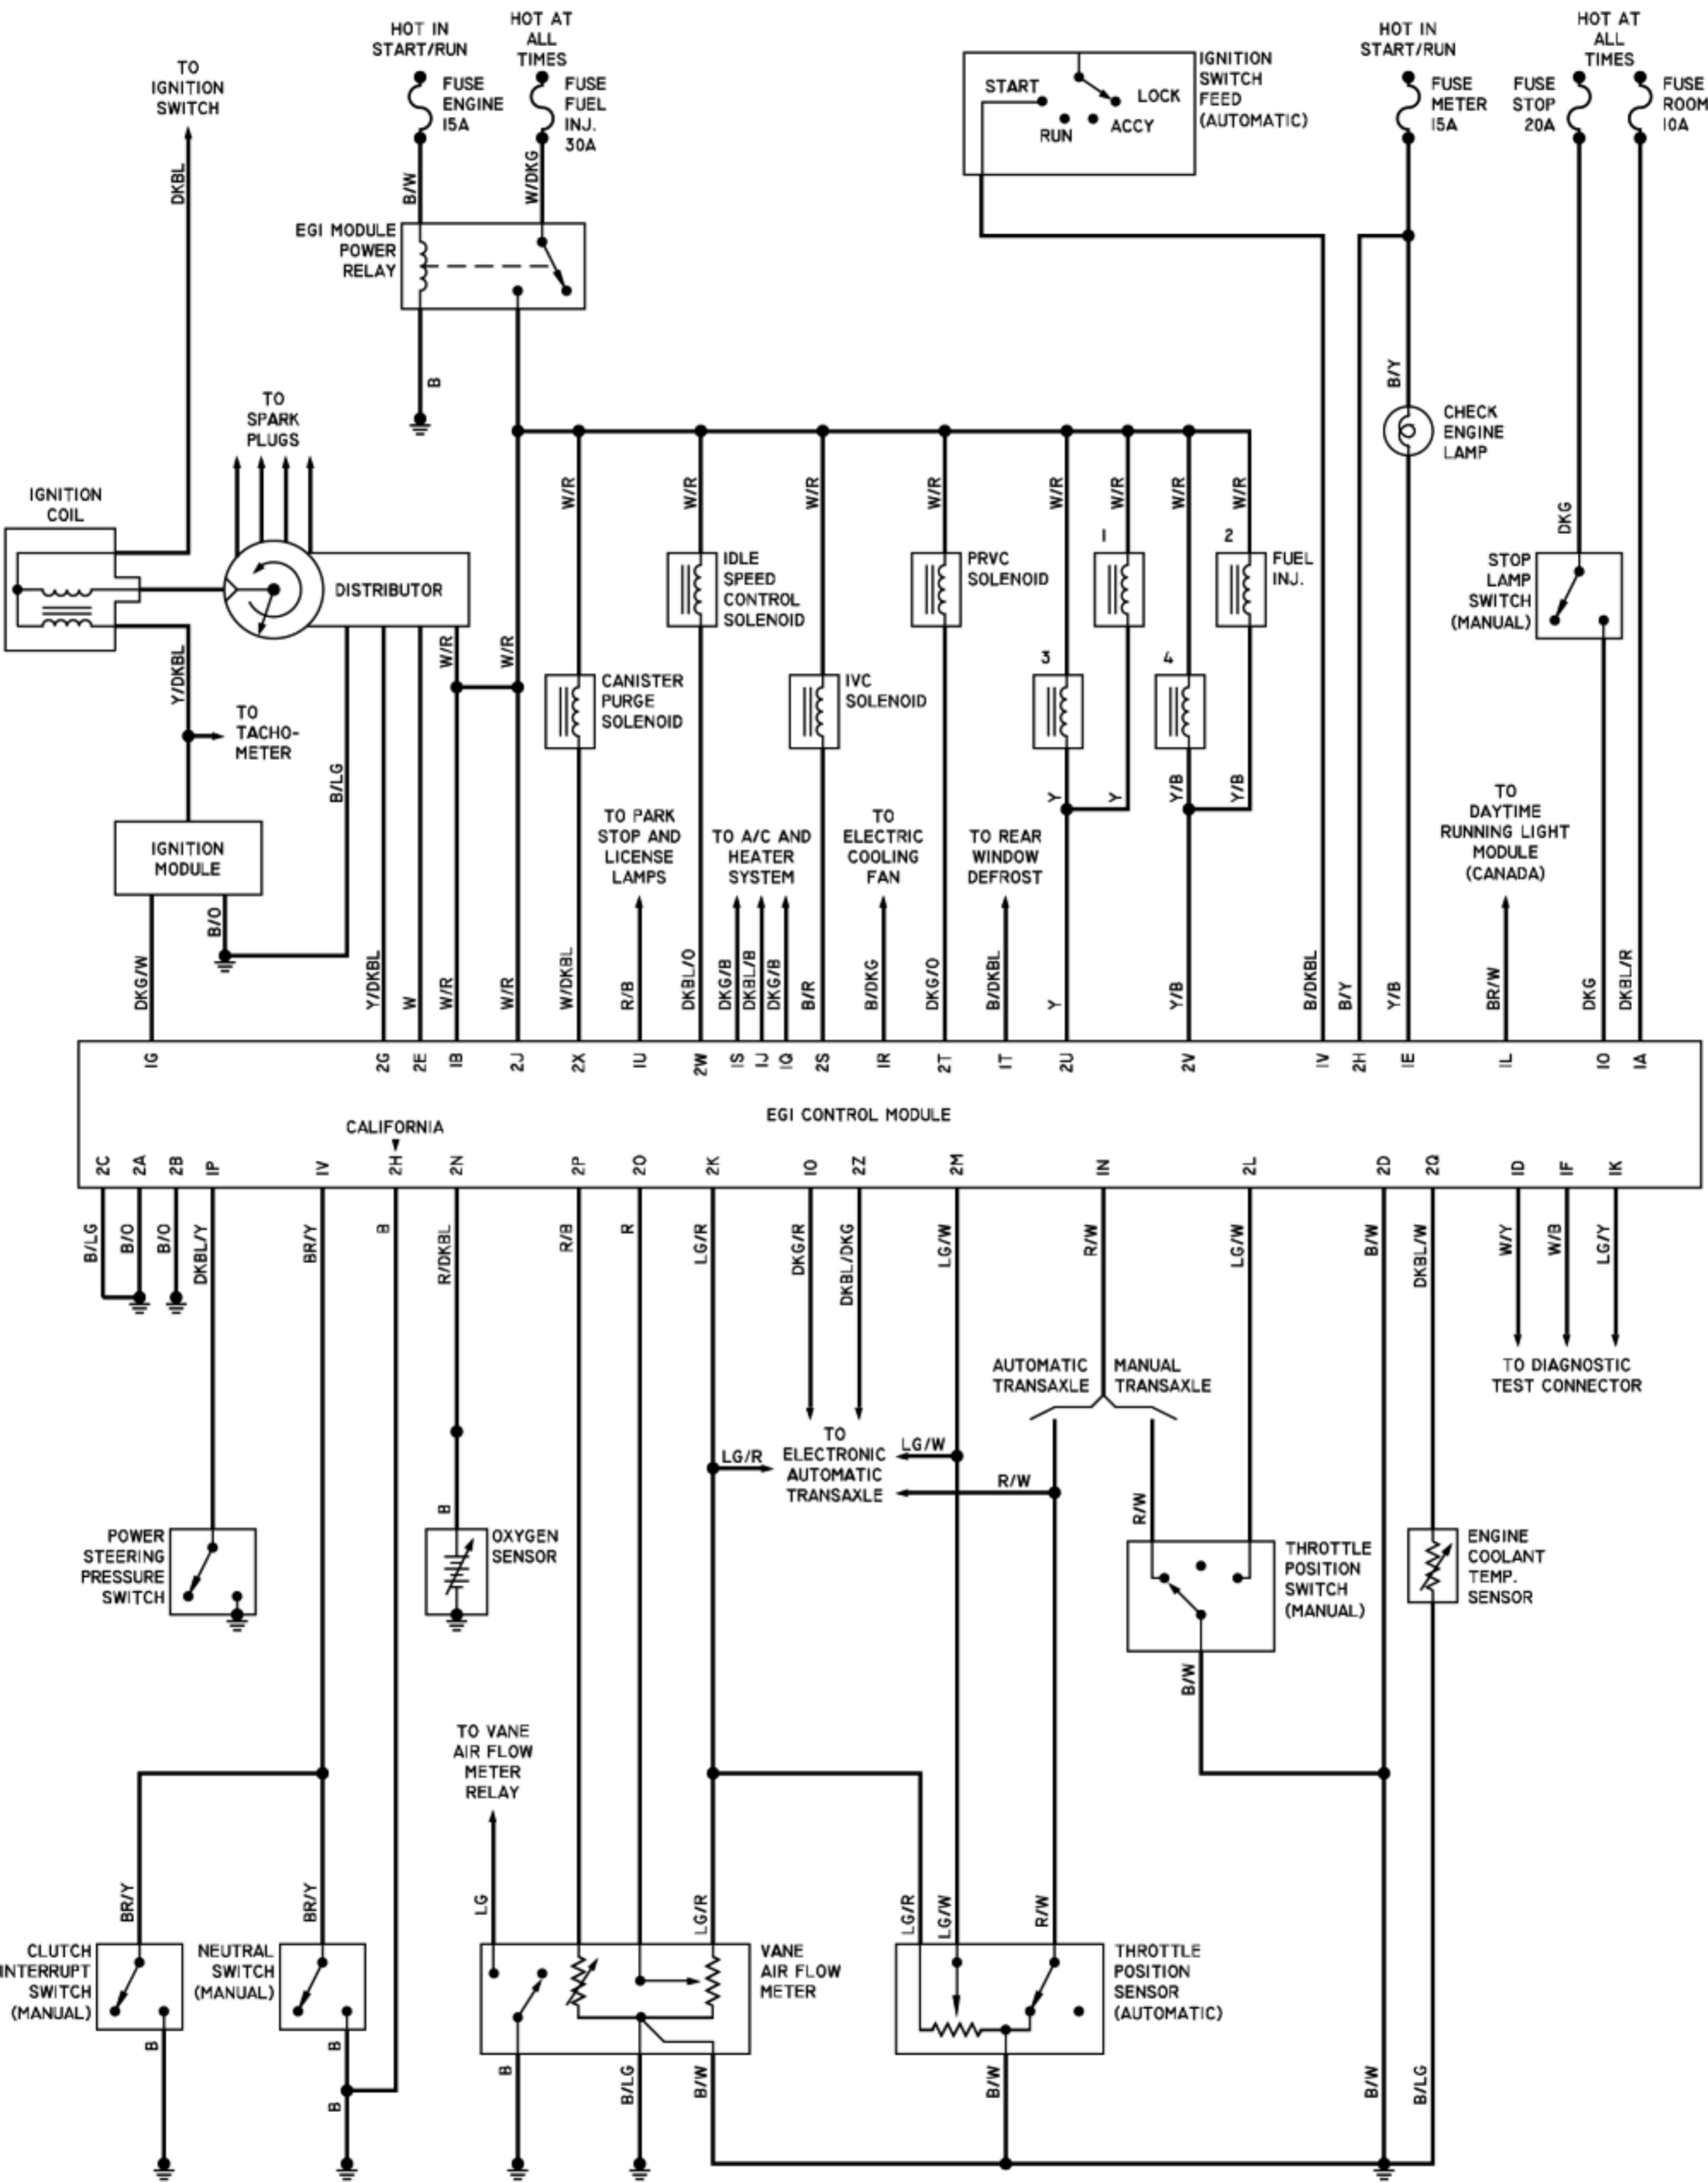 HOT IN
START/RUN
HOT AT
ALL
TIMES
HOT IN
START/RUN
HOT AT
ALL
TIMES
TO
IGNITION
SWITCH
FUSE
ENGINE
15A
FUSE
FUEL
INJ.
30A
START
LOCK
RUN
ACCY
IGNITION
SWITCH
FEED
(AUTOMATIC)
FUSE
METER
15A
FUSE
STOP
20A
FUSE
ROOM
10A
DKBL
B/W
W/DKG
EGI MODULE
POWER
RELAY
B
B/Y
TO
SPARK
PLUGS
CHECK
ENGINE
LAMP
IGNITION
COIL
W/R
W/R
W/R
W/R
W/R
W/R
W/R
W/R
DKG
1
2
DISTRIBUTOR
IDLE
SPEED
CONTROL
SOLENOID
PRVC
SOLENOID
FUEL
INJ.
STOP
LAMP
SWITCH
(MANUAL)
Y/DKBL
W/R
W/R
3
4
CANISTER
PURGE
SOLENOID
IVC
SOLENOID
TO
TACHO-
METER
B/LG
Y
Y
Y/B
Y/B
IGNITION
MODULE
TO PARK
STOP AND
LICENSE
LAMPS
TO A/C AND
HEATER
SYSTEM
TO
ELECTRIC
COOLING
FAN
TO REAR
WINDOW
DEFROST
TO
DAYTIME
RUNNING LIGHT
MODULE
(CANADA)
B/O
DKG/W
Y/DKBL
W
W/R
W/R
W/DKBL
R/B
DKBL/O
DKG/B
DKBL/B
DKG/B
B/R
B/DKG
DKG/O
B/DKBL
Y
Y/B
B/DKBL
B/Y
Y/B
BR/W
DKG
DKBL/R
1G
2G
2E
1B
2J
2X
1U
2W
1S
1J
1Q
2S
1R
2T
1T
2U
2V
1V
2H
1E
1L
1O
1A
EGI CONTROL MODULE
CALIFORNIA
2C
2A
2B
1P
1V
2H
2N
2P
2O
2K
1O
2Z
2M
1N
2L
2D
2Q
1D
1F
1K
B/LG
B/O
B/O
DKBL/Y
BR/Y
B
R/DKBL
R/B
R
LG/R
DKG/R
DKBL/DKG
LG/W
R/W
LG/W
B/W
DKBL/W
W/Y
W/B
LG/Y
AUTOMATIC
TRANSAXLE
MANUAL
TRANSAXLE
TO DIAGNOSTIC
TEST CONNECTOR
LG/R
TO
ELECTRONIC
AUTOMATIC
TRANSAXLE
LG/W
R/W
R/W
B
POWER
STEERING
PRESSURE
SWITCH
OXYGEN
SENSOR
THROTTLE
POSITION
SWITCH
(MANUAL)
ENGINE
COOLANT
TEMP.
SENSOR
B/W
TO VANE
AIR FLOW
METER
RELAY
BR/Y
BR/Y
LG
LG/R
LG/R
LG/W
R/W
CLUTCH
INTERRUPT
SWITCH
(MANUAL)
NEUTRAL
SWITCH
(MANUAL)
VANE
AIR FLOW
METER
THROTTLE
POSITION
SENSOR
(AUTOMATIC)
B
B
B
B
B/LG
B/W
B/W
B/W
B/LG